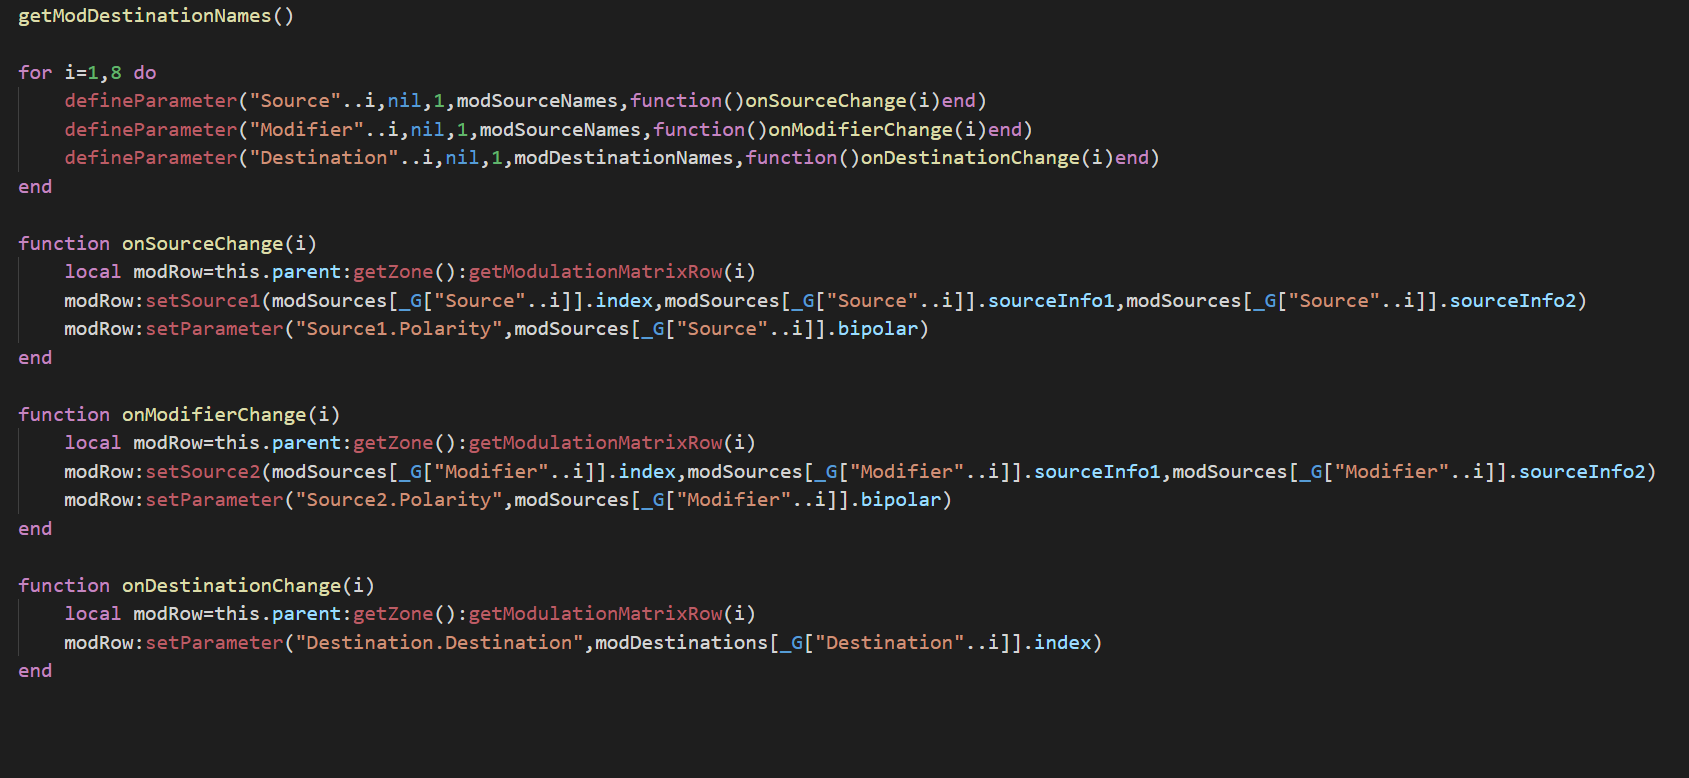 getModDestinationNames()
for i=1,8 do
defineParameter("Source"..i,nil,1,modSourceNames,function()onSourceChange(i)end)
defineParameter("Modifier"..i,nil,1,modSourceNames,function()onModifierChange(i)end)
defineParameter("Destination"..i,nil,1,modDestinationNames,function()onDestinationChange(i)end)
end
function onSourceChange(i)
local modRow=this.parent:getZone():getModulationMatrixRow(i)
modRow:setSource1(modSources[_G["Source"..i]].index,modSources[_G["Source"..i]].sourceInfo1,modSources[_G["Source"..i]].sourceInfo2)
modRow:setParameter("Source1.Polarity",modSources[_G["Source"..i]].bipolar)
end
function onModifierChange(i)
local modRow=this.parent:getZone():getModulationMatrixRow(i)
modRow:setSource2(modSources[_G["Modifier"..i]].index,modSources[_G["Modifier"..i]].sourceInfo1,modSources[_G["Modifier"..i]].sourceInfo2)
modRow:setParameter("Source2.Polarity",modSources[_G["Modifier"..i]].bipolar)
end
function onDestinationChange(i)
local modRow=this.parent:getZone():getModulationMatrixRow(i)
modRow:setParameter("Destination.Destination",modDestinations[_G["Destination"..i]].index)
end